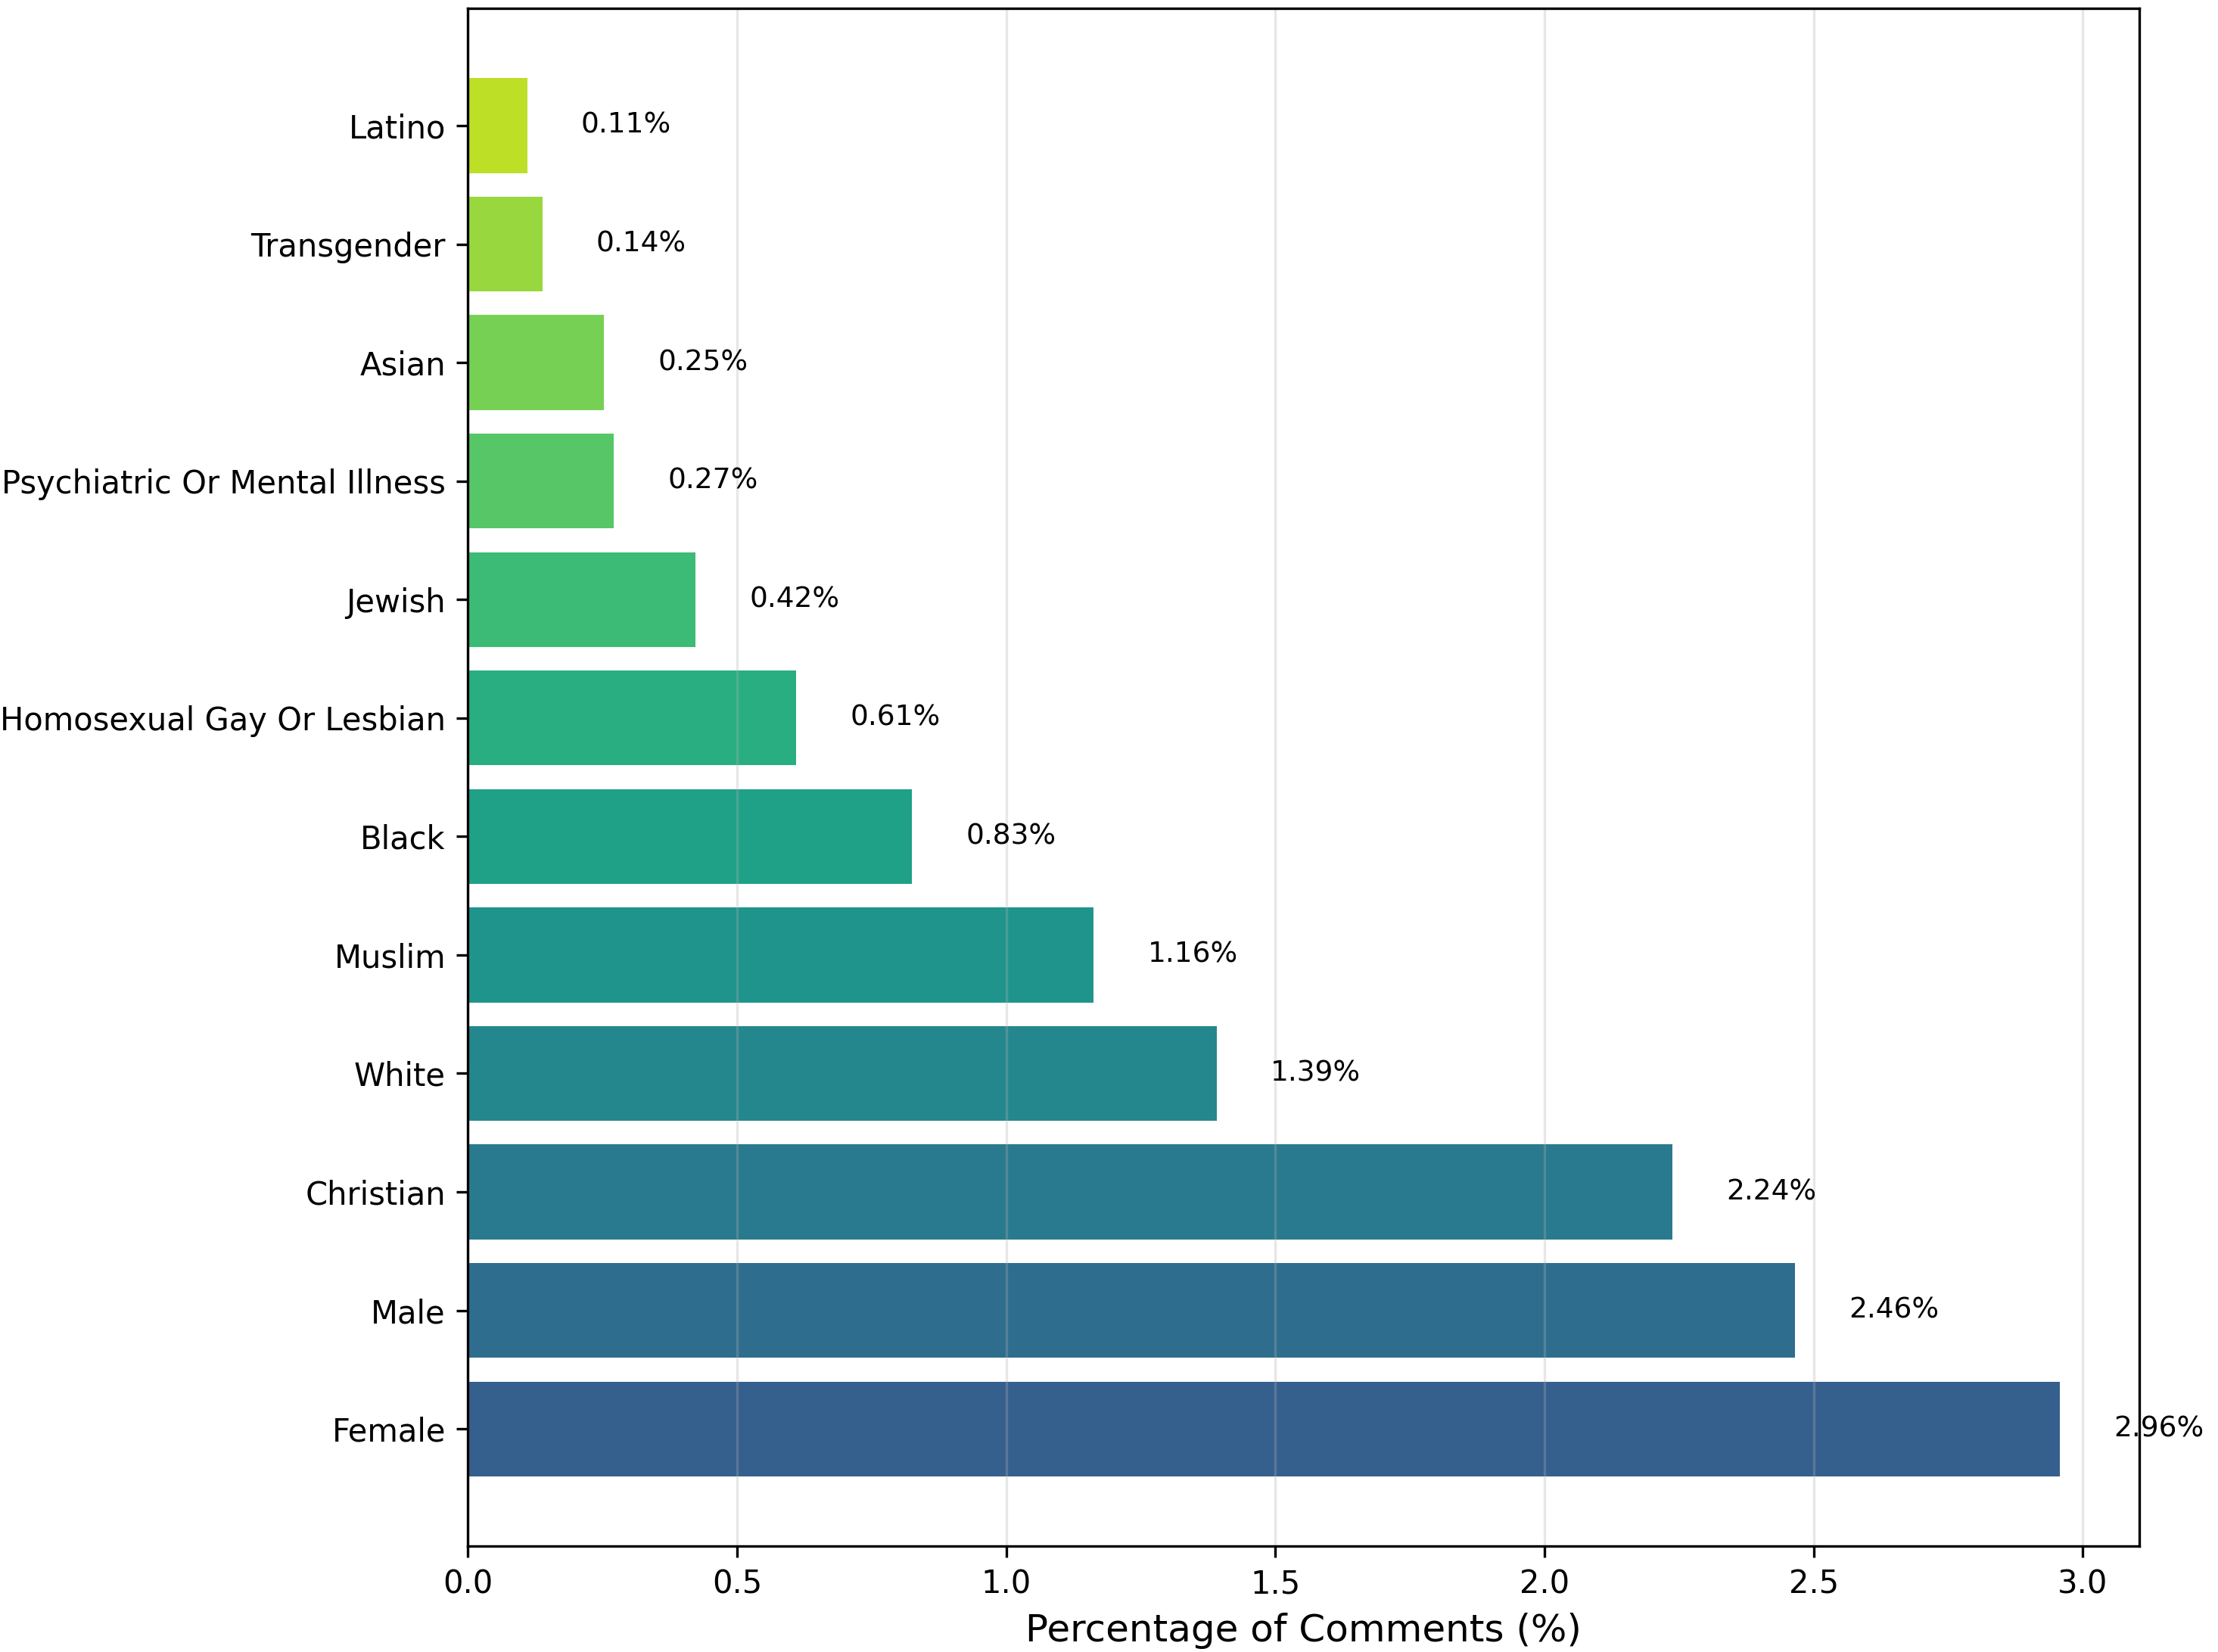 Latino 0.11%
Transgender 0.14%
Asian 0.25%
Psychiatric Or Mental Illness 0.27%
Jewish 0.42%
Homosexual Gay Or Lesbian 0.61%
Black 0.83%
Muslim 1.16%
White 1.39%
Christian 2.24%
Male 2.46%
Female 2.96%
0.0 0.5 1.0 1.5 2.0 2.5 3.0
Percentage of Comments (%)